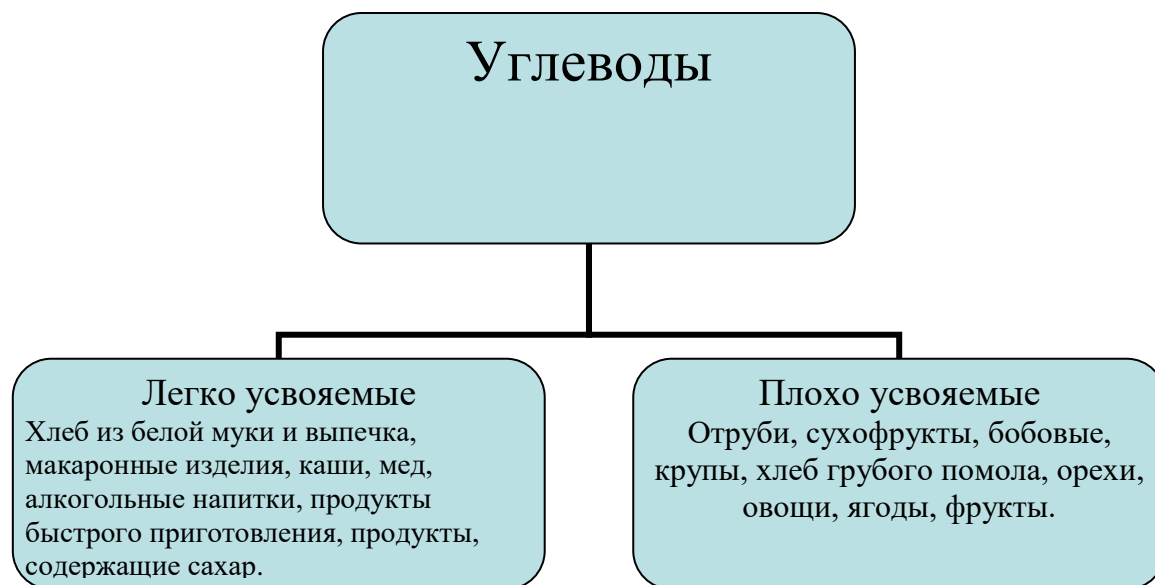 Углеводы
Легко усвояемые
Хлеб из белой муки и выпечка,
макаронные изделия, каши, мед,
алкогольные напитки, продукты
быстрого приготовления, продукты,
содержащие сахар.
Плохо усвояемые
Отруби, сухофрукты, бобовые,
крупы, хлеб грубого помола, орехи,
овощи, ягоды, фрукты.